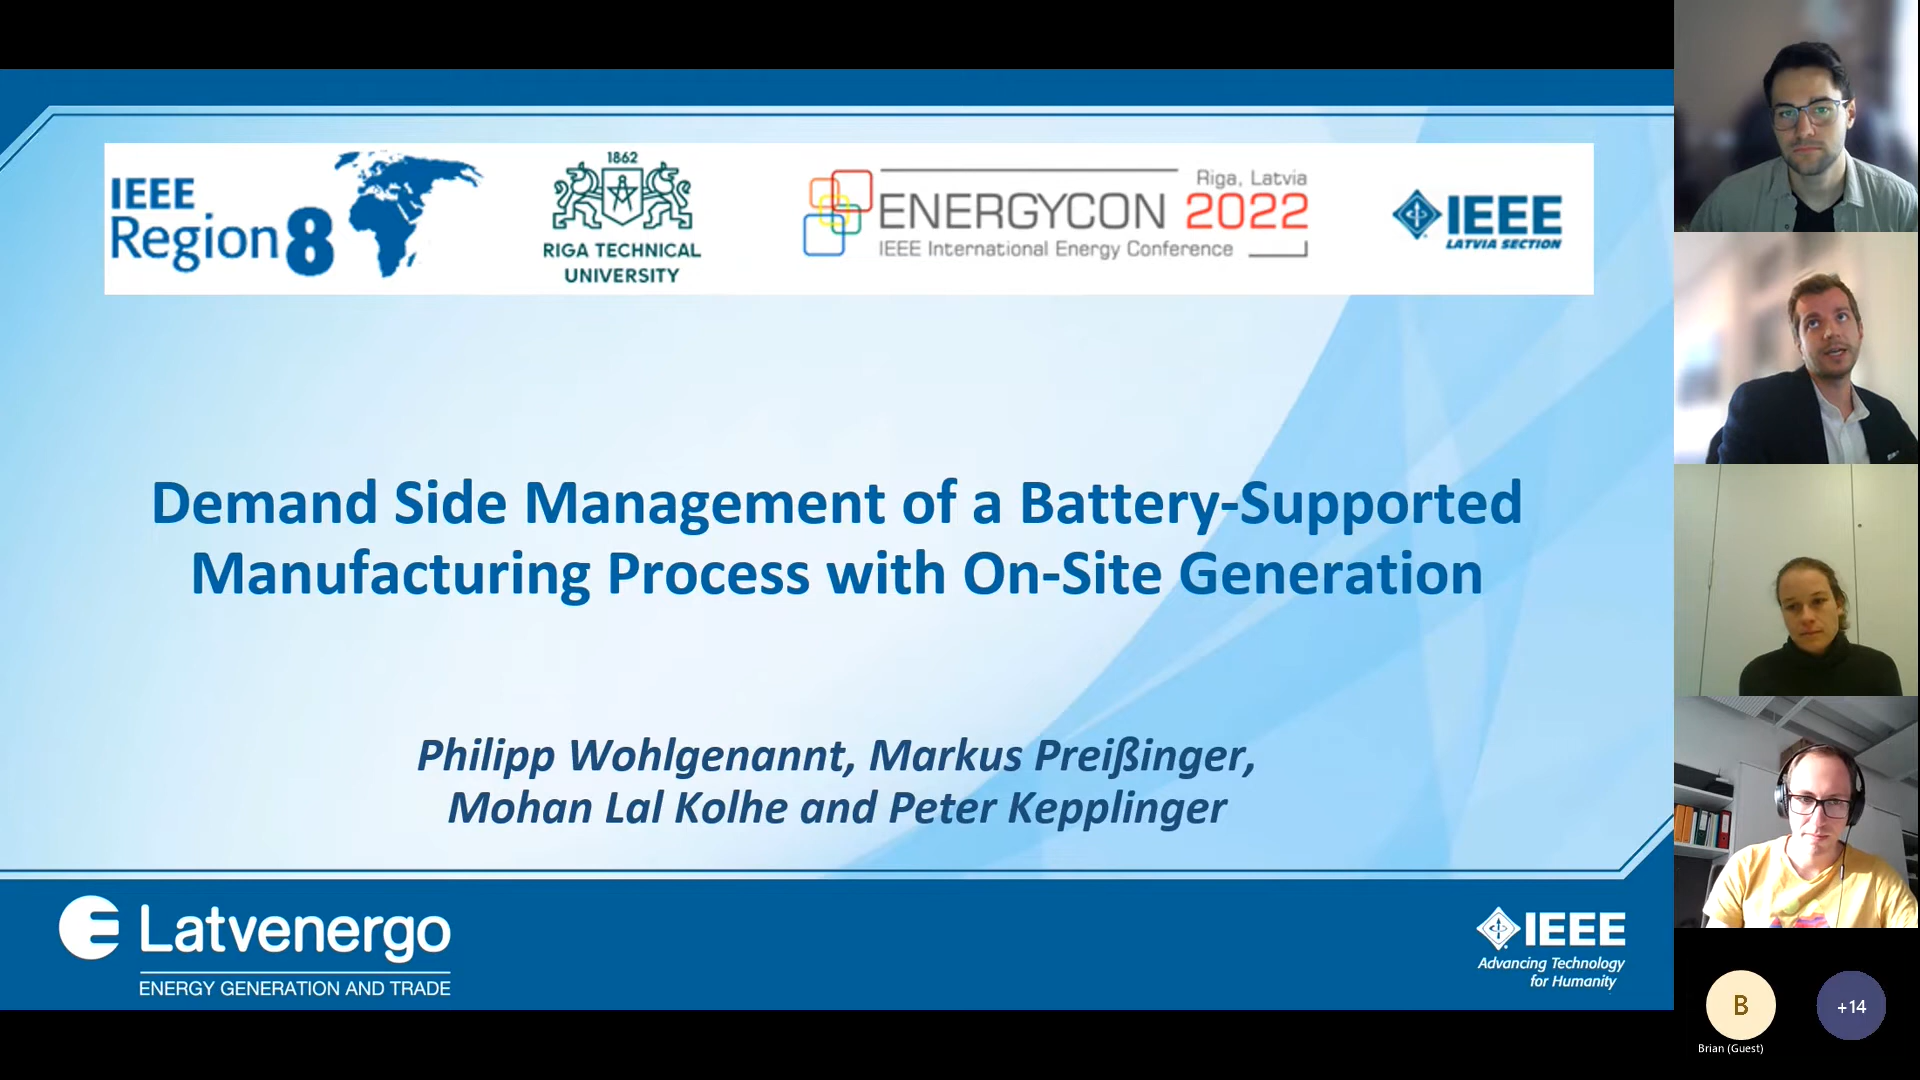 IEEE
Region 8
1862
RIGA TECHNICAL
UNIVERSITY
Riga, Latvia
ENERGYCON 2022
IEEE International Energy Conference
IEEE
LATVIA SECTION
Demand Side Management of a Battery-Supported
Manufacturing Process with On-Site Generation
Philipp Wohlgenannt, Markus Preißinger,
Mohan Lal Kolhe and Peter Kepplinger
Latvenergo
ENERGY GENERATION AND TRADE
IEEE
Advancing Technology
for Humanity
B
Brian (Guest)
+14